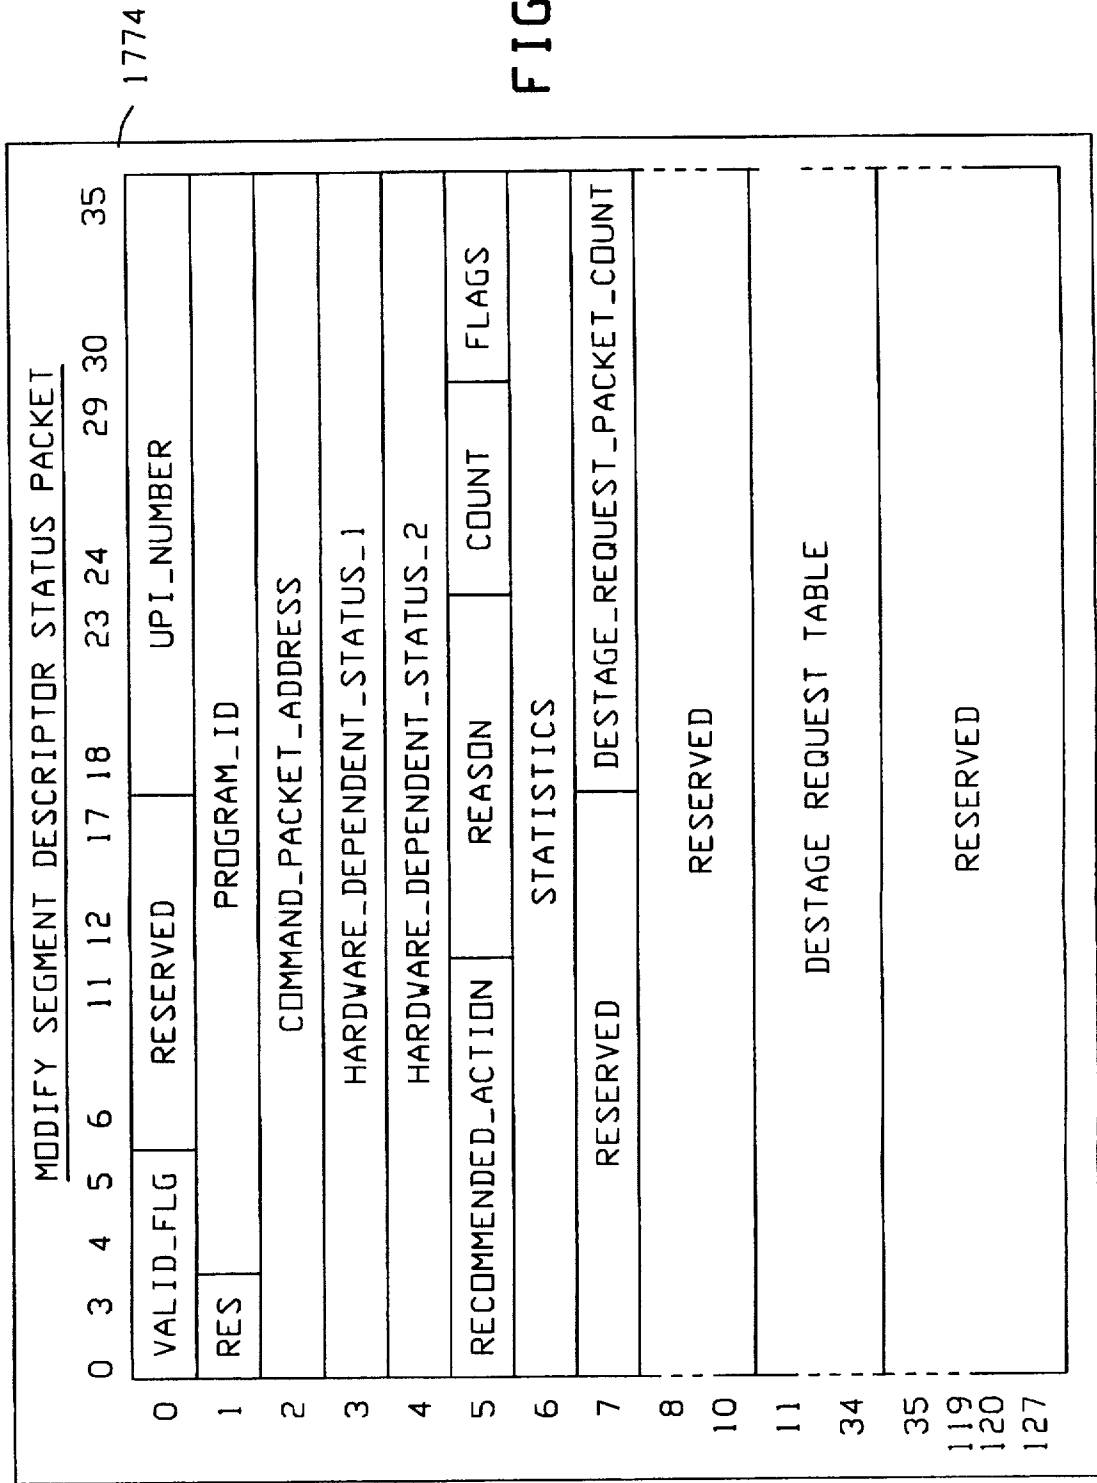 MODIFY SEGMENT DESCRIPTOR STATUS PACKET
1774
0 3 4 5 6 11 12 17 18 23 24 29 30 35
0 VALID_FLG RESERVED UPI_NUMBER
1 RES PROGRAM_ID
2 COMMAND_PACKET_ADDRESS
3 HARDWARE_DEPENDENT_STATUS_1
4 HARDWARE_DEPENDENT_STATUS_2
5 RECOMMENDED_ACTION REASON COUNT FLAGS
6 STATISTICS
7 RESERVED DESTAGE_REQUEST_PACKET_COUNT
8
RESERVED
10
11
DESTAGE REQUEST TABLE
34
35
119
RESERVED
120
127
FIG